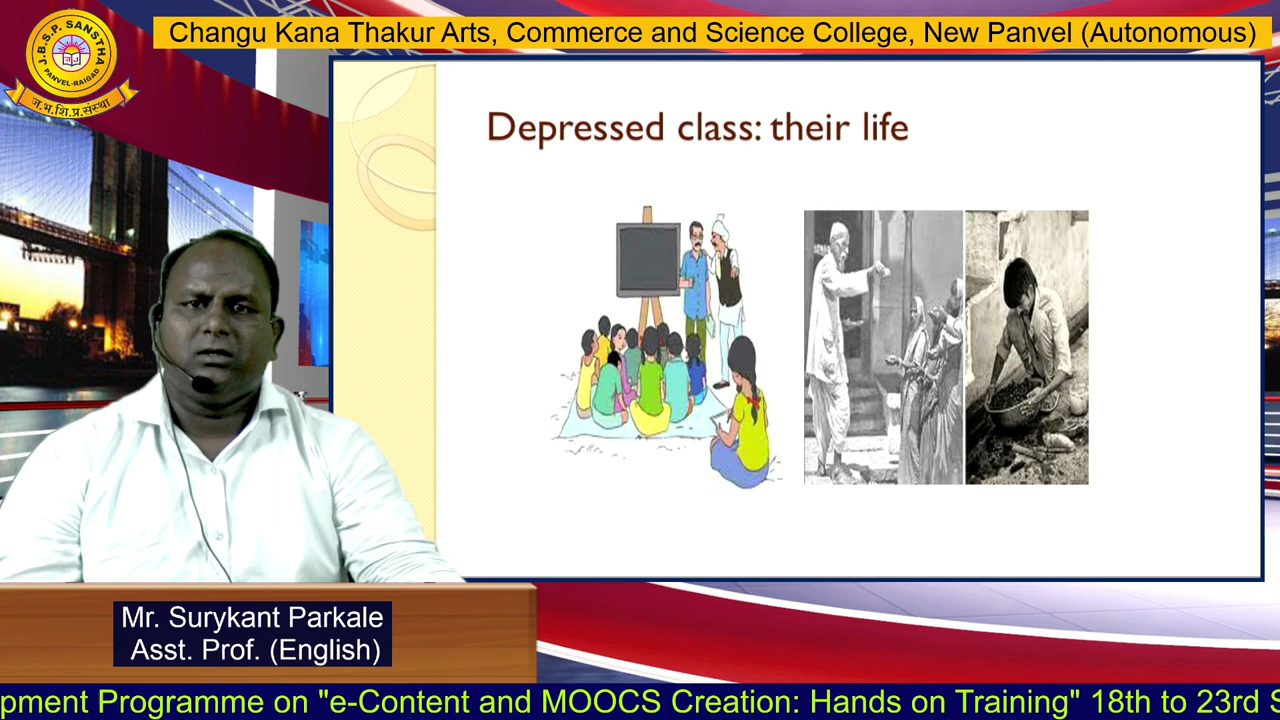 J.B.S.P. SANSTHA
PANVEL-RAIGAD
ज.भ.शि.प्र.संस्था
Changu Kana Thakur Arts, Commerce and Science College, New Panvel (Autonomous)
Depressed class: their life
Mr. Surykant Parkale
Asst. Prof. (English)
pment Programme on "e-Content and MOOCS Creation: Hands on Training" 18th to 23rd S